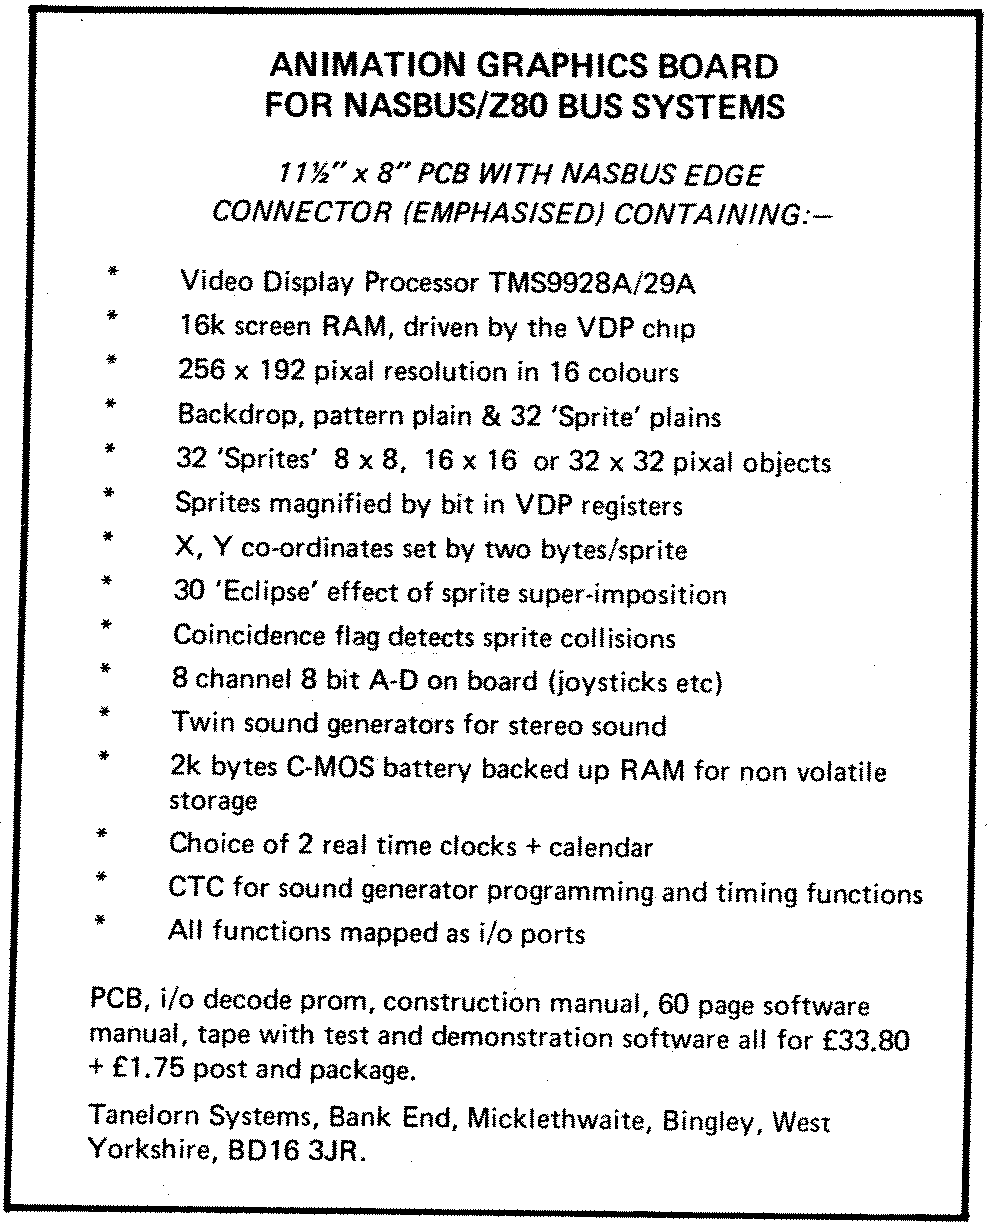 ANIMATION GRAPHICS BOARD
FOR NASBUS/Z80 BUS SYSTEMS
11½" x 8" PCB WITH NASBUS EDGE
CONNECTOR (EMPHASISED) CONTAINING:–
* Video Display Processor TMS9928A/29A
* 16k screen RAM, driven by the VDP chip
* 256 x 192 pixal resolution in 16 colours
* Backdrop, pattern plain & 32 'Sprite' plains
* 32 'Sprites' 8 x 8, 16 x 16 or 32 x 32 pixal objects
* Sprites magnified by bit in VDP registers
* X, Y co-ordinates set by two bytes/sprite
* 30 'Eclipse' effect of sprite super-imposition
* Coincidence flag detects sprite collisions
* 8 channel 8 bit A-D on board (joysticks etc)
* Twin sound generators for stereo sound
* 2k bytes C-MOS battery backed up RAM for non volatile
storage
* Choice of 2 real time clocks + calendar
* CTC for sound generator programming and timing functions
* All functions mapped as i/o ports
PCB, i/o decode prom, construction manual, 60 page software
manual, tape with test and demonstration software all for £33.80
+ £1.75 post and package.
Tanelorn Systems, Bank End, Micklethwaite, Bingley, West
Yorkshire, BD16 3JR.